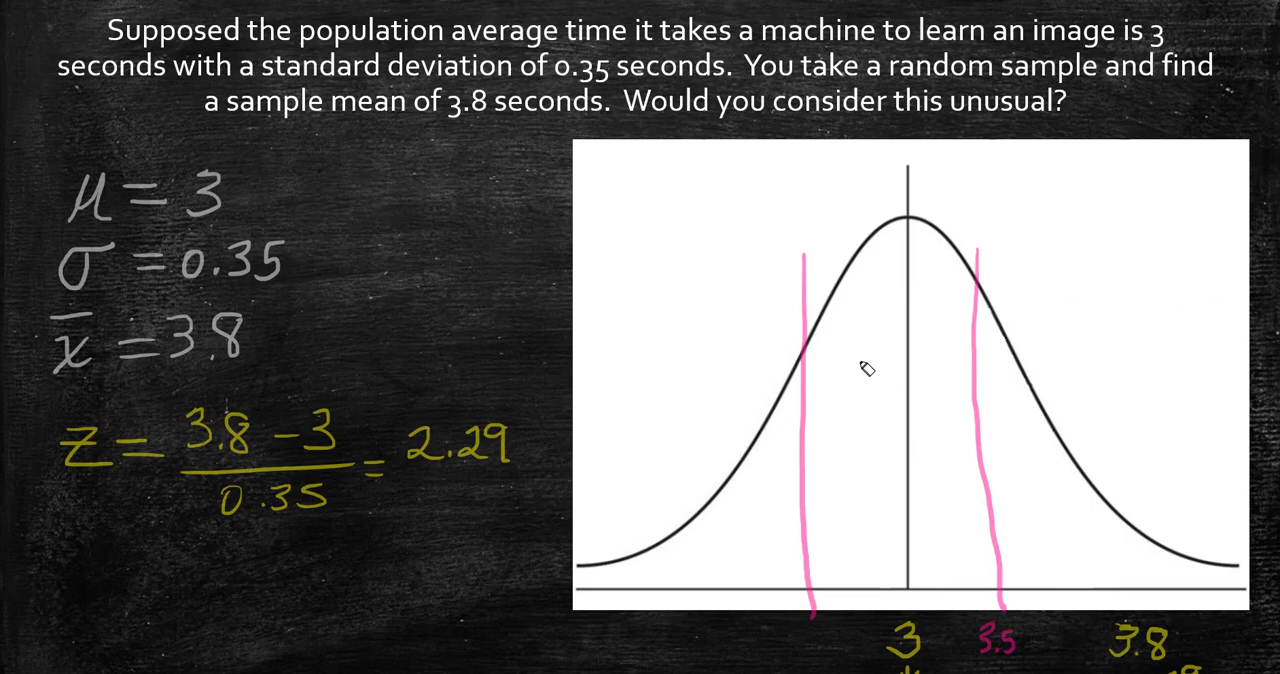 Supposed the population average time it takes a machine to learn an image is 3
seconds with a standard deviation of 0.35 seconds. You take a random sample and find
a sample mean of 3.8 seconds. Would you consider this unusual?
μ = 3
σ = 0.35
x̄ = 3.8
z = (3.8 - 3)/0.35 = 2.29
3 3.5 3.8